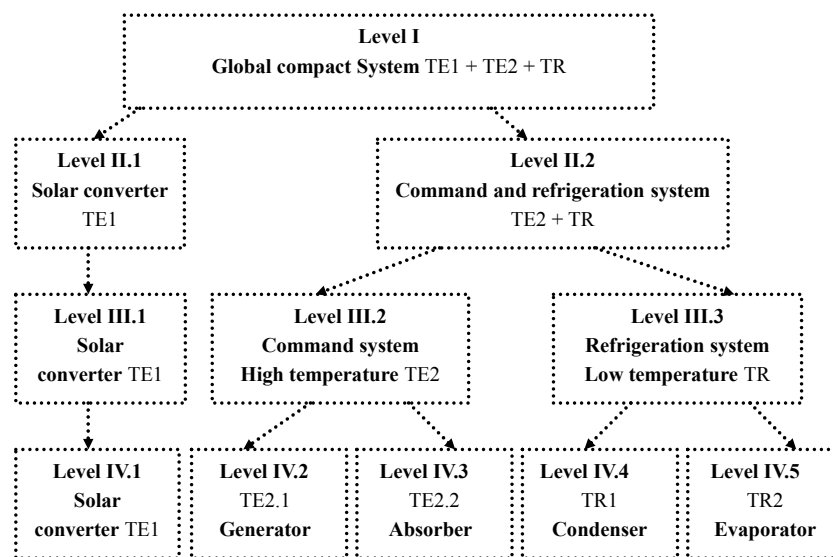 Level I
Global compact System TE1 + TE2 + TR
Level II.1
Solar converter
TE1
Level II.2
Command and refrigeration system
TE2 + TR
Level III.1
Solar
converter TE1
Level III.2
Command system
High temperature TE2
Level III.3
Refrigeration system
Low temperature TR
Level IV.1
Solar
converter TE1
Level IV.2
TE2.1
Generator
Level IV.3
TE2.2
Absorber
Level IV.4
TR1
Condenser
Level IV.5
TR2
Evaporator